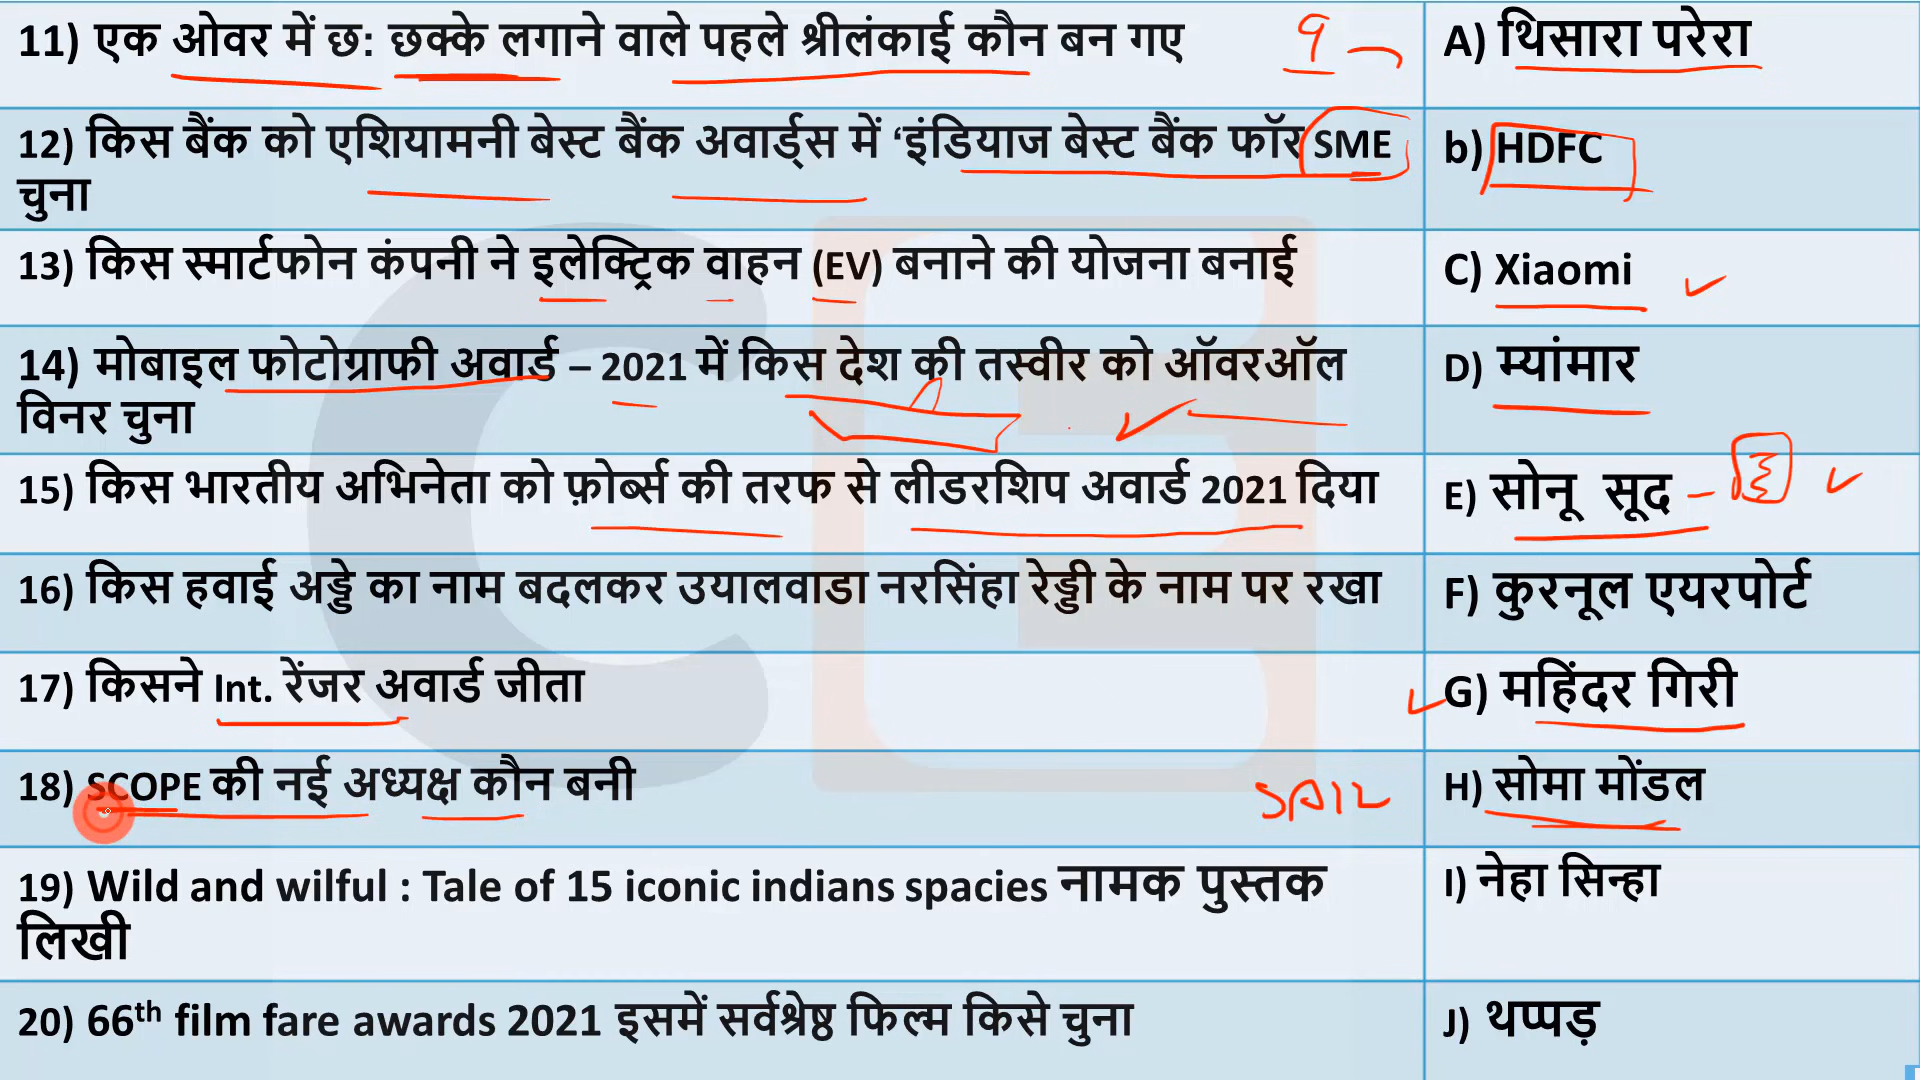 11) एक ओवर में छ: छक्के लगाने वाले पहले श्रीलंकाई कौन बन गए
9
A) थिसारा परेरा
12) किस बैंक को एशियामनी बेस्ट बैंक अवार्ड्स में ‘इंडियाज बेस्ट बैंक फॉर SME
चुना
b) HDFC
13) किस स्मार्टफोन कंपनी ने इलेक्ट्रिक वाहन (EV) बनाने की योजना बनाई
C) Xiaomi
14) मोबाइल फोटोग्राफी अवार्ड – 2021 में किस देश की तस्वीर को ऑवरऑल
विनर चुना
D) म्यांमार
15) किस भारतीय अभिनेता को फ़ोर्ब्स की तरफ से लीडरशिप अवार्ड 2021 दिया
E) सोनू सूद
16) किस हवाई अड्डे का नाम बदलकर उयालवाडा नरसिंहा रेड्डी के नाम पर रखा
F) कुरनूल एयरपोर्ट
17) किसने Int. रेंजर अवार्ड जीता
G) महिंदर गिरी
18) SCOPE की नई अध्यक्ष कौन बनी
SAIL
H) सोमा मोंडल
19) Wild and wilful : Tale of 15 iconic indians spacies नामक पुस्तक
लिखी
I) नेहा सिन्हा
20) 66th film fare awards 2021 इसमें सर्वश्रेष्ठ फिल्म किसे चुना
J) थप्पड़